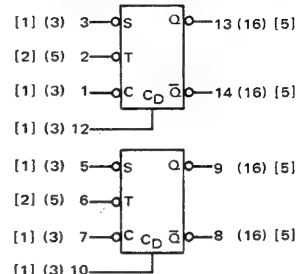 [1] (3) 3 S Q 13 (16) [5]
[2] (5) 2 T
[1] (3) 1 C C_D Q̅ 14 (16) [5]
[1] (3) 12
[1] (3) 5 S Q 9 (16) [5]
[2] (5) 6 T
[1] (3) 7 C C_D Q̅ 8 (16) [5]
[1] (3) 10